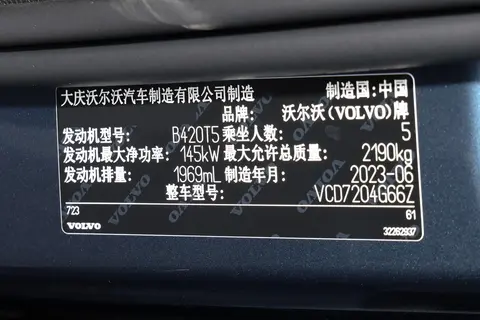 大庆沃尔沃汽车制造有限公司制造 制造国:中国
品牌: 沃尔沃(VOLVO)牌
发动机型号: B420T5 乘坐人数: 5
发动机最大净功率: 145kW 最大允许总质量: 2190kg
发动机排量: 1969mL 制造年月: 2023-06
整车型号: VCD7204G66Z
723 61
VOLVO 32262937